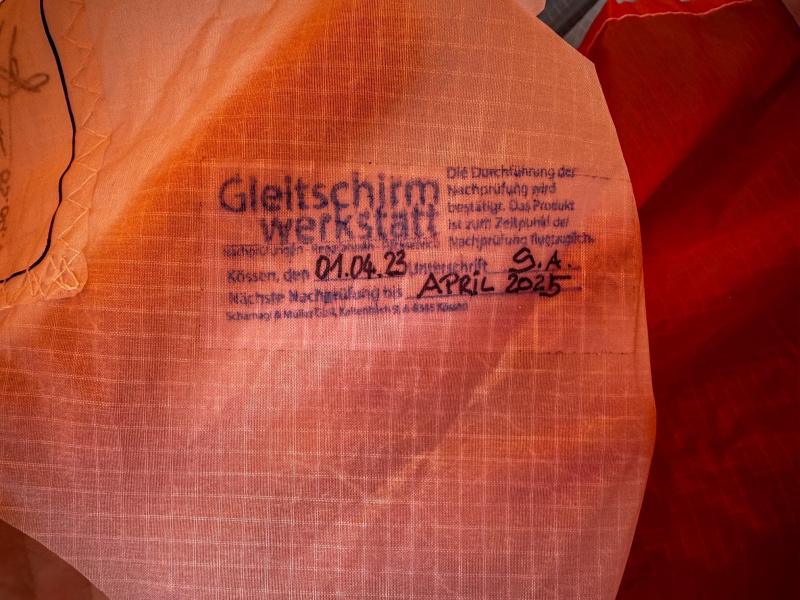 Gleitschirm
werkstatt
Die Durchführung der
Nachprüfung wird
bestätigt. Das Produkt
ist zum Zeitpunkt der
Nachprüfung flugtauglich.
Nachprüfungen
Kössen, den 01.04.23 Unterschrift S.A.
Nächste Nachprüfung bis APRIL 2025